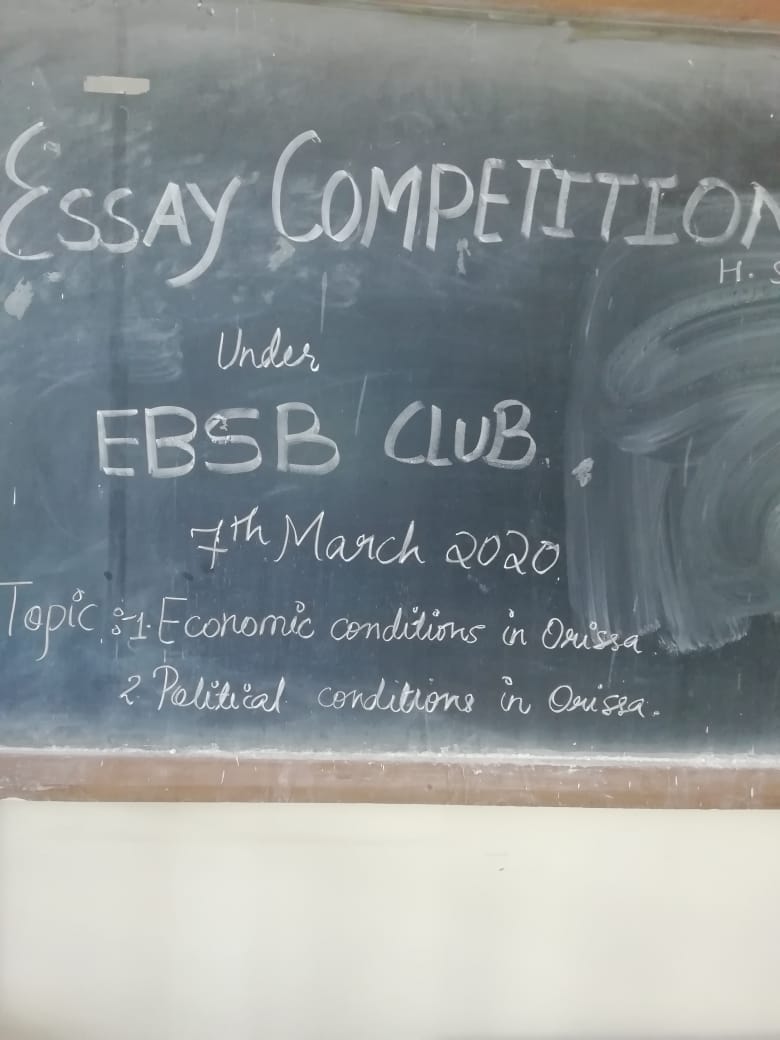 ESSAY COMPETITION
H. S
Under
EBSB CLUB.
7th March 2020.
Topic :- 1. Economic conditions in Orissa.
2. Political conditions in Orissa.